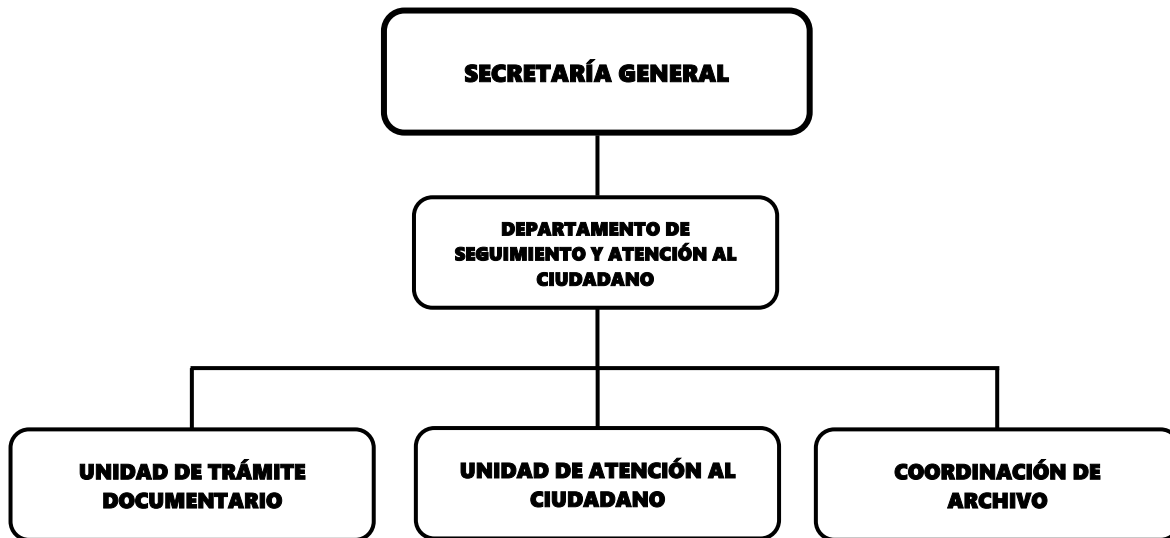 SECRETARÍA GENERAL
DEPARTAMENTO DE
SEGUIMIENTO Y ATENCIÓN AL
CIUDADANO
UNIDAD DE TRÁMITE
DOCUMENTARIO
UNIDAD DE ATENCIÓN AL
CIUDADANO
COORDINACIÓN DE
ARCHIVO